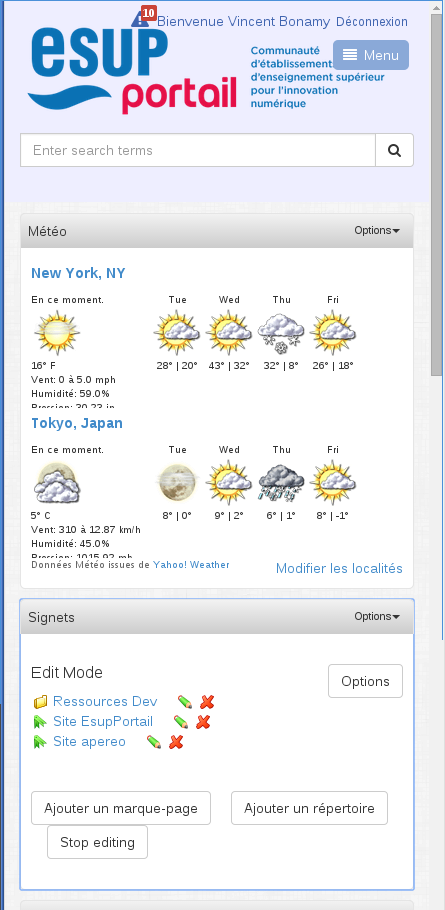 10 Bienvenue Vincent Bonamy Déconnexion
esup
portail
Communauté
d'établissements
d'enseignement supérieur
pour l'innovation
numérique
Menu
Enter search terms
Météo Options
New York, NY
En ce moment. Tue Wed Thu Fri
16° F 28° | 20° 43° | 32° 32° | 8° 26° | 18°
Vent: 0 à 5.0 mph
Humidité: 59.0%
Pression: 30.23 in
Tokyo, Japan
En ce moment. Tue Wed Thu Fri
5° C 8° | 0° 9° | 2° 6° | 1° 8° | -1°
Vent: 310 à 12.87 km/h
Humidité: 45.0%
Pression: 1015.92 mb
Données Météo issues de Yahoo! Weather
Modifier les localités
Signets Options
Edit Mode
Options
Ressources Dev
Site EsupPortail
Site apereo
Ajouter un marque-page Ajouter un répertoire
Stop editing